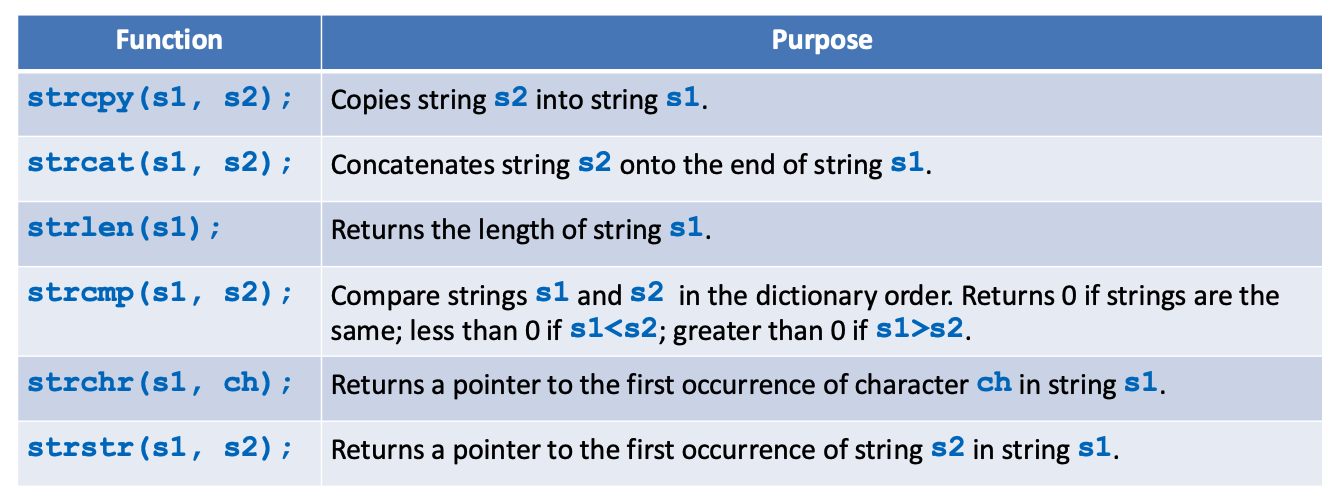 Function Purpose
strcpy(s1, s2); Copies string s2 into string s1.
strcat(s1, s2); Concatenates string s2 onto the end of string s1.
strlen(s1); Returns the length of string s1.
strcmp(s1, s2); Compare strings s1 and s2 in the dictionary order. Returns 0 if strings are the
same; less than 0 if s1<s2; greater than 0 if s1>s2.
strchr(s1, ch); Returns a pointer to the first occurrence of character ch in string s1.
strstr(s1, s2); Returns a pointer to the first occurrence of string s2 in string s1.